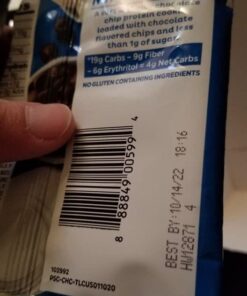 chocolate
chip protein cookie
loaded with chocolate
flavored chips and less
than 1g of sugar.
*19g Carbs – 9g Fiber
– 6g Erythritol = 4g Net Carbs
NO GLUTEN CONTAINING INGREDIENTS
8 88849 00599 4
BEST BY:10/14/22 18:16
HW12871 4
102992
PSC-CHC-TLCUS011020